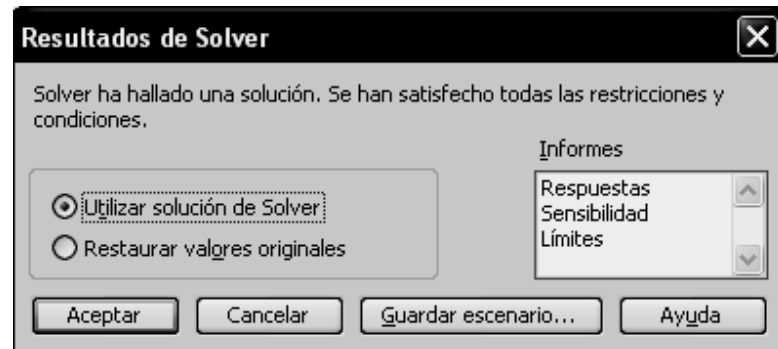 Resultados de Solver
Solver ha hallado una solución. Se han satisfecho todas las restricciones y
condiciones.
Informes
Utilizar solución de Solver
Restaurar valores originales
Respuestas
Sensibilidad
Límites
Aceptar
Cancelar
Guardar escenario...
Ayuda